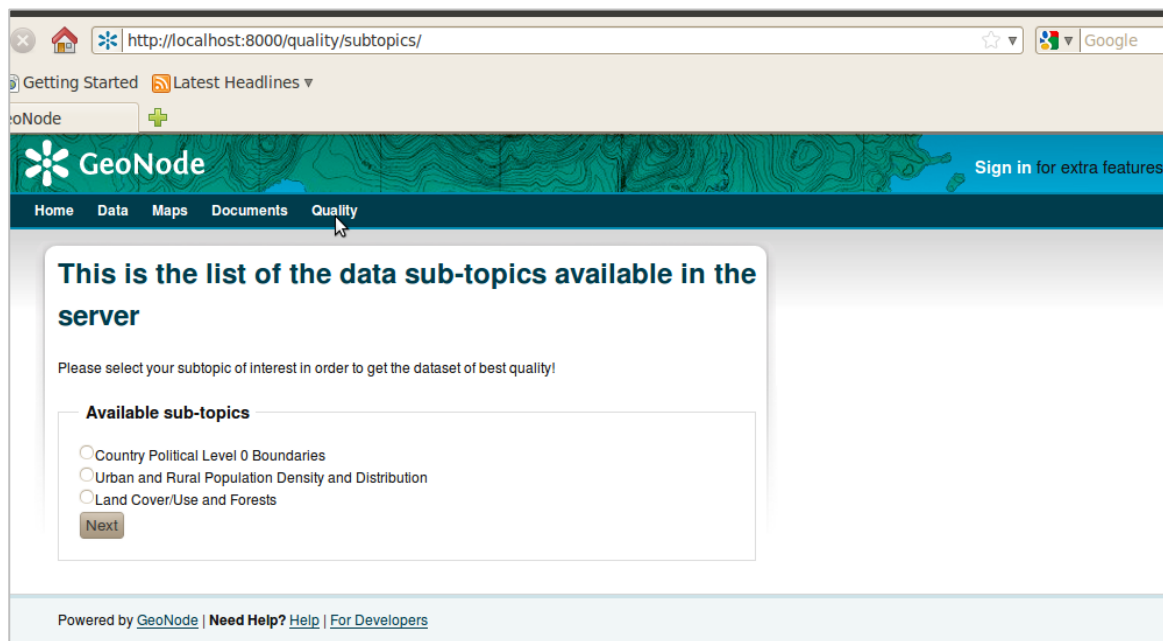 http://localhost:8000/quality/subtopics/
Google
Getting Started Latest Headlines
GeoNode
Sign in for extra features
Home Data Maps Documents Quality
This is the list of the data sub-topics available in the
server
Please select your subtopic of interest in order to get the dataset of best quality!
Available sub-topics
Country Political Level 0 Boundaries
Urban and Rural Population Density and Distribution
Land Cover/Use and Forests
Next
Powered by GeoNode | Need Help? Help | For Developers